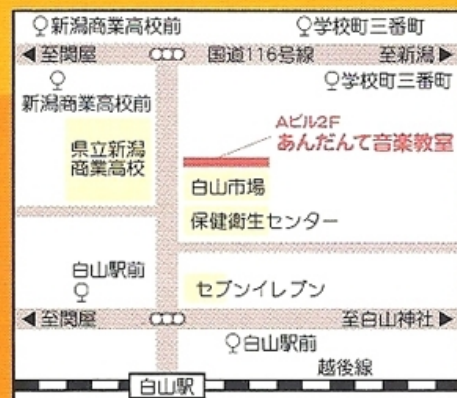 新潟商業高校前
学校町三番町
◀至関屋
国道116号線
至新潟▶
新潟商業高校前
学校町三番町
Aビル2F
あんだんて音楽教室
県立新潟
商業高校
白山市場
保健衛生センター
白山駅前
セブンイレブン
◀至関屋
至白山神社▶
白山駅前
越後線
白山駅